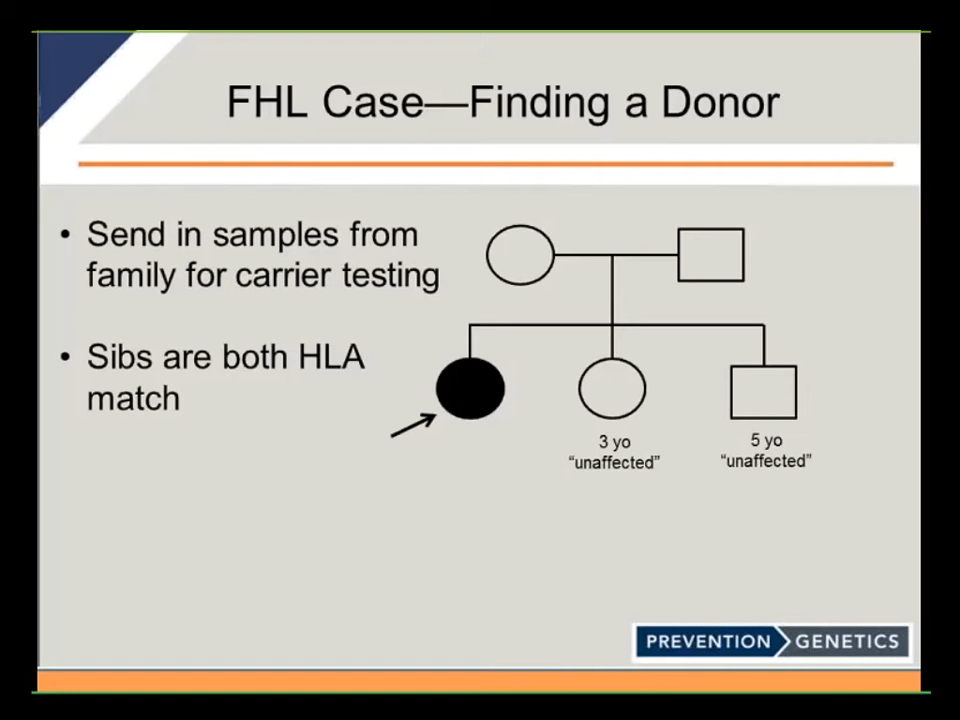 FHL Case—Finding a Donor
• Send in samples from
family for carrier testing
• Sibs are both HLA
match
3 yo
“unaffected”
5 yo
“unaffected”
PREVENTION GENETICS